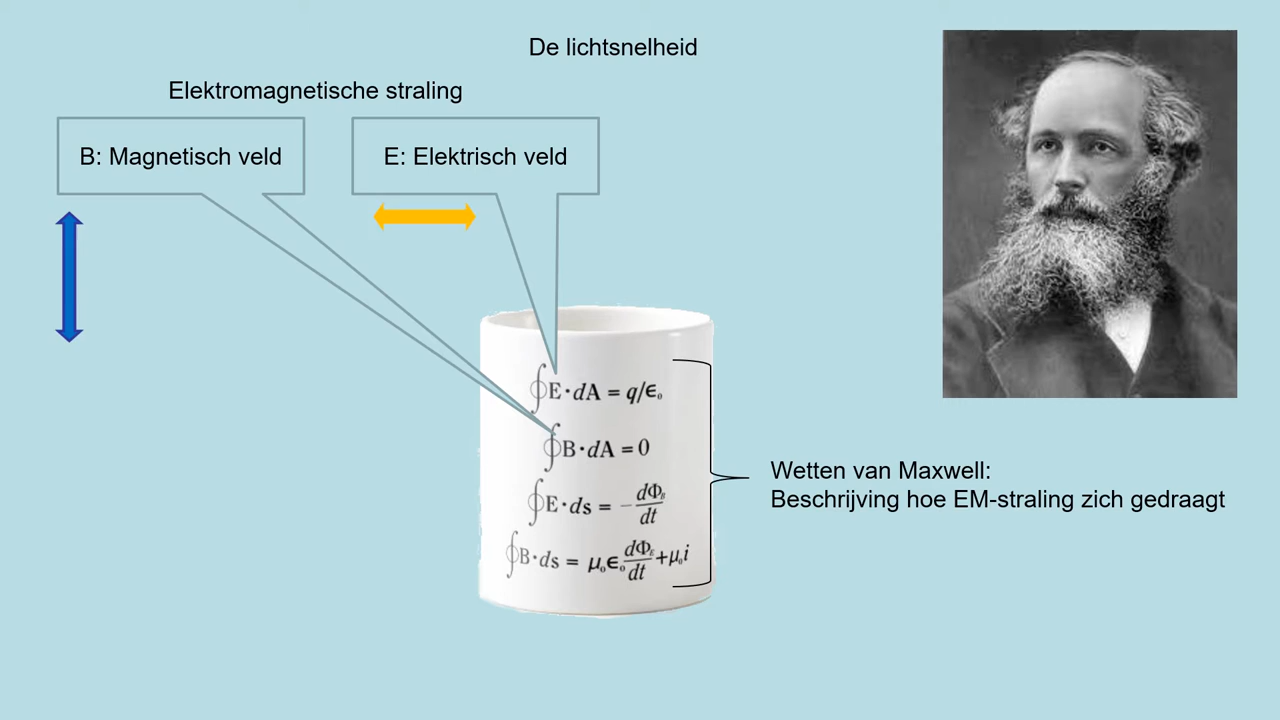 De lichtsnelheid
Elektromagnetische straling
B: Magnetisch veld
E: Elektrisch veld
∮E·dA = q/ϵ₀
∮B·dA = 0
∮E·ds = -dΦ_B/dt
∮B·ds = μ₀ϵ₀ dΦ_E/dt + μ₀i
Wetten van Maxwell:
Beschrijving hoe EM-straling zich gedraagt